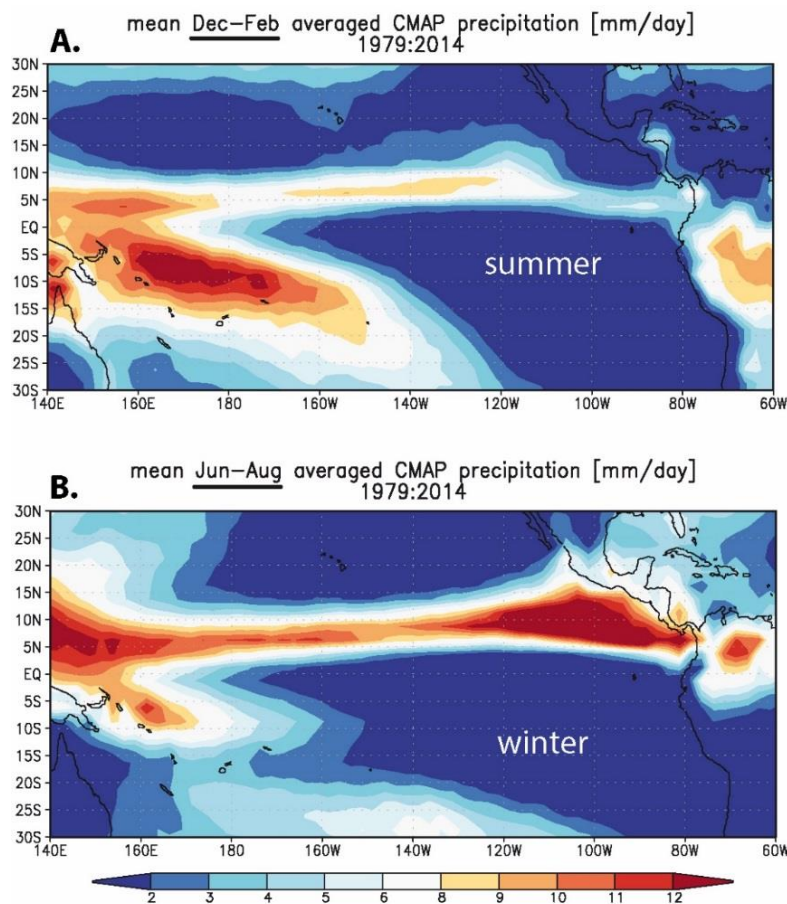 A. mean Dec-Feb averaged CMAP precipitation [mm/day]
1979:2014
30N
25N
20N
15N
10N
5N
EQ
5S
10S
15S
20S
25S
30S
summer
140E 160E 180 160W 140W 120W 100W 80W 60W
B. mean Jun-Aug averaged CMAP precipitation [mm/day]
1979:2014
30N
25N
20N
15N
10N
5N
EQ
5S
10S
15S
20S
25S
30S
winter
140E 160E 180 160W 140W 120W 100W 80W 60W
2 3 4 5 6 8 9 10 11 12